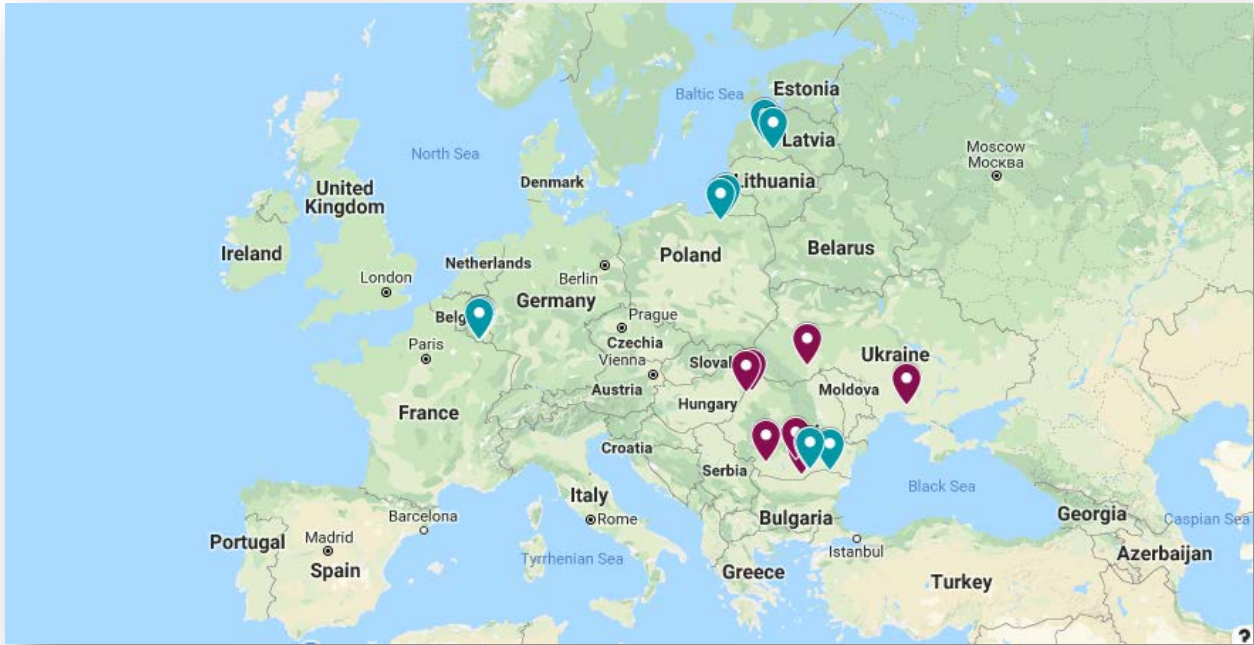 Estonia
Baltic Sea
Latvia
Moscow
Москва
North Sea
Denmark
Lithuania
United
Kingdom
Ireland
Netherlands
Berlin
Poland
Belarus
London
Germany
Belg
Prague
Paris
Czechia
Vienna
Sloval
Ukraine
Austria
Moldova
Hungary
France
Croatia
Serbia
Italy
Black Sea
Barcelona
Rome
Bulgaria
Georgia
Caspian Sea
Portugal
Madrid
Istanbul
Azerbaijan
Tyrrhenian Sea
Spain
Greece
Turkey
?